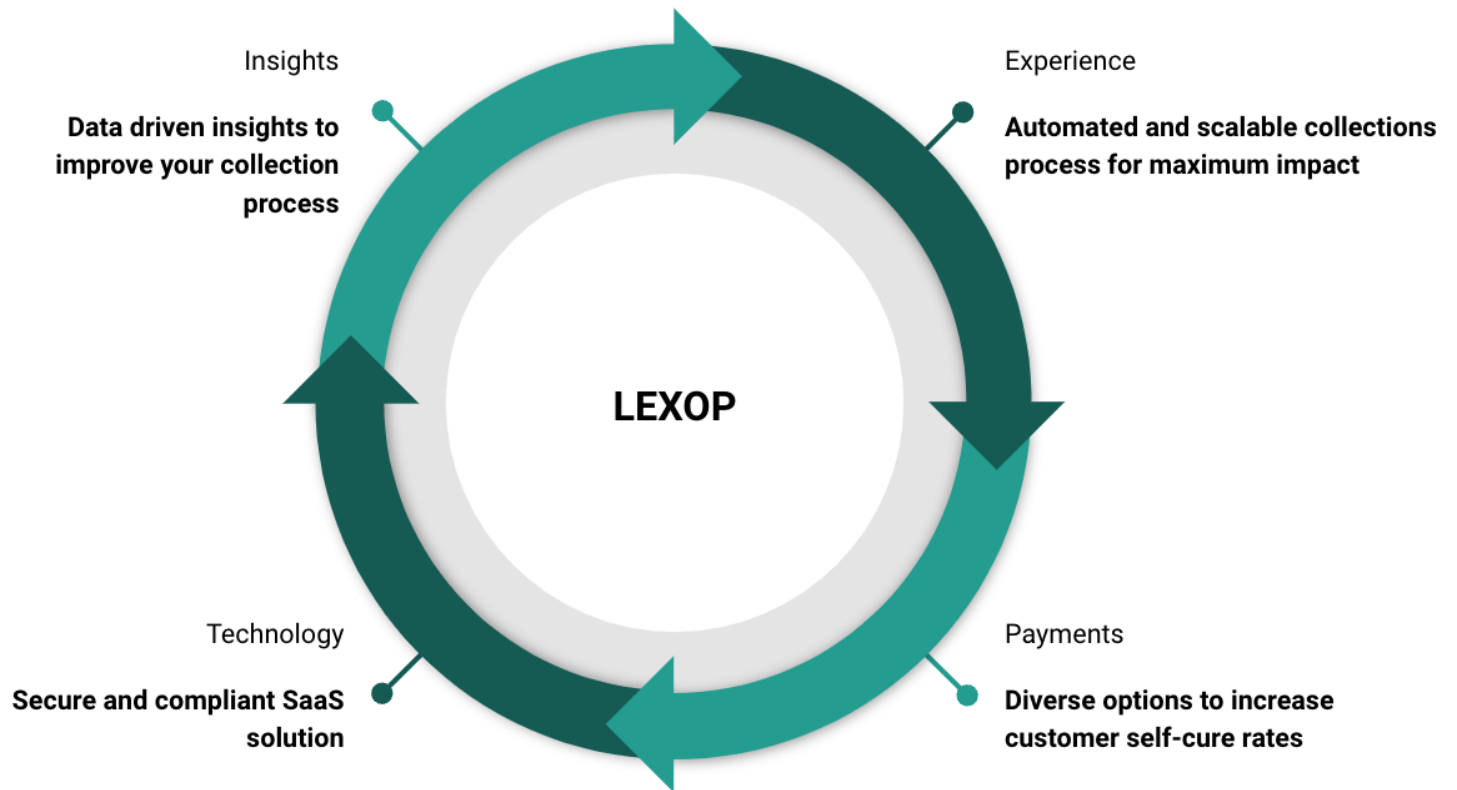 Insights
Data driven insights to
improve your collection
process
Experience
Automated and scalable collections
process for maximum impact
LEXOP
Technology
Secure and compliant SaaS
solution
Payments
Diverse options to increase
customer self-cure rates